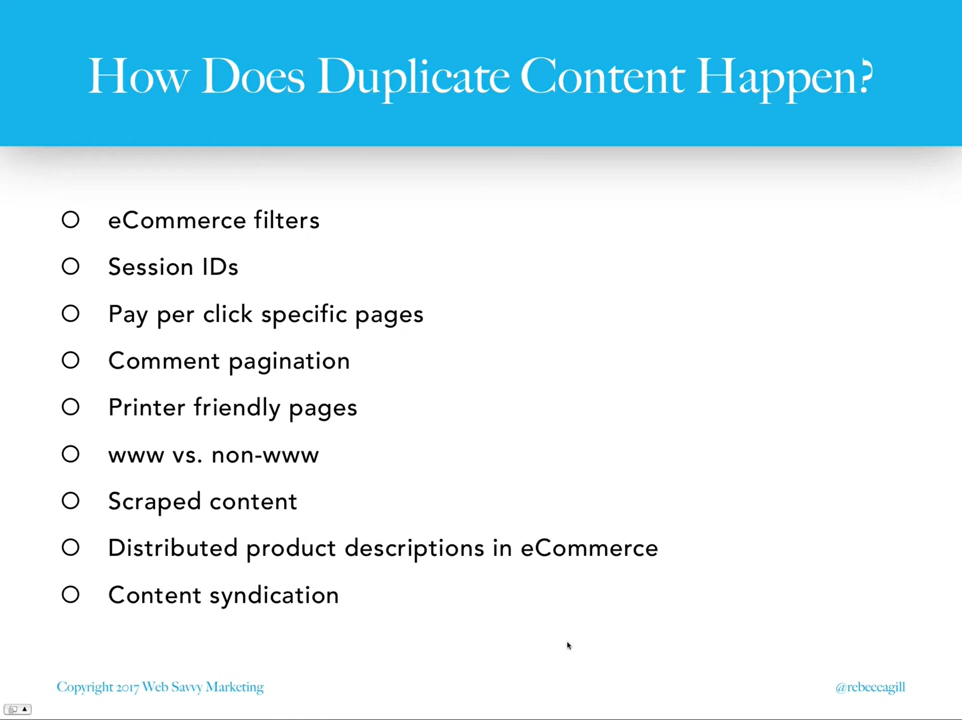 How Does Duplicate Content Happen?
eCommerce filters
Session IDs
Pay per click specific pages
Comment pagination
Printer friendly pages
www vs. non-www
Scraped content
Distributed product descriptions in eCommerce
Content syndication
Copyright 2017 Web Savvy Marketing
@rebeccagill